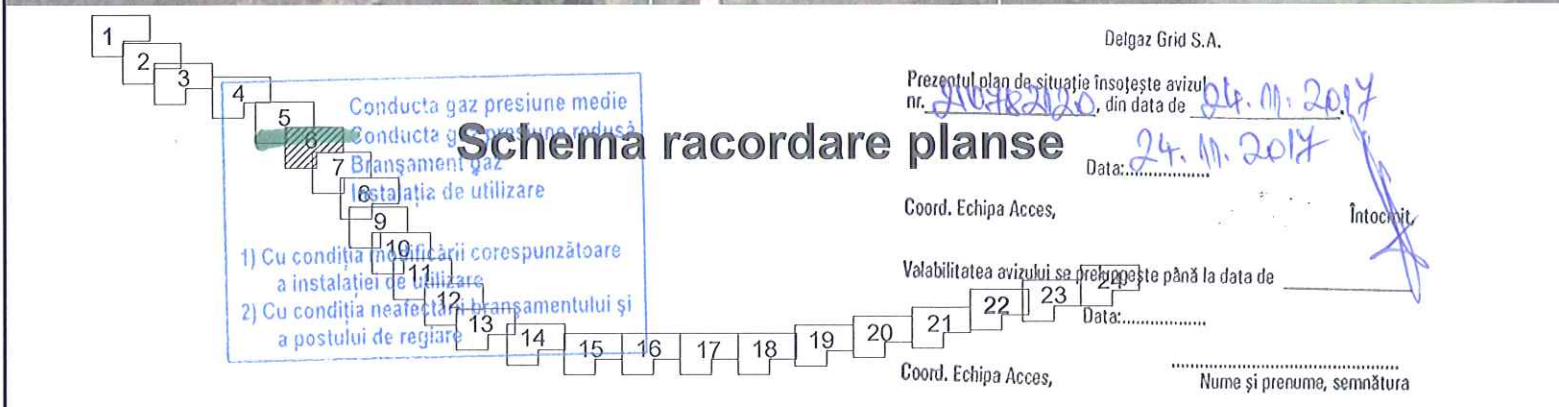 1
2
3
4
5
6
7
8
9
10
11
12
13
14
15
16
17
18
19
20
21
22
23
24
Schema racordare planse
Conducta gaz presiune medie
Conducta gaz presiune redusă
Branşament gaz
Instalaţia de utilizare
1) Cu condiţia modificării corespunzătoare
a instalaţiei de utilizare
2) Cu condiţia neafectării branşamentului şi
a postului de reglare
Delgaz Grid S.A.
Prezentul plan de situaţie însoţeşte avizul
nr. , din data de 24.11.2017
Data:.................. 24.11.2017
Coord. Echipa Acces,
Întocmit,
Valabilitatea avizului se prelungeşte până la data de
Data:..................
Coord. Echipa Acces,
Nume şi prenume, semnătura